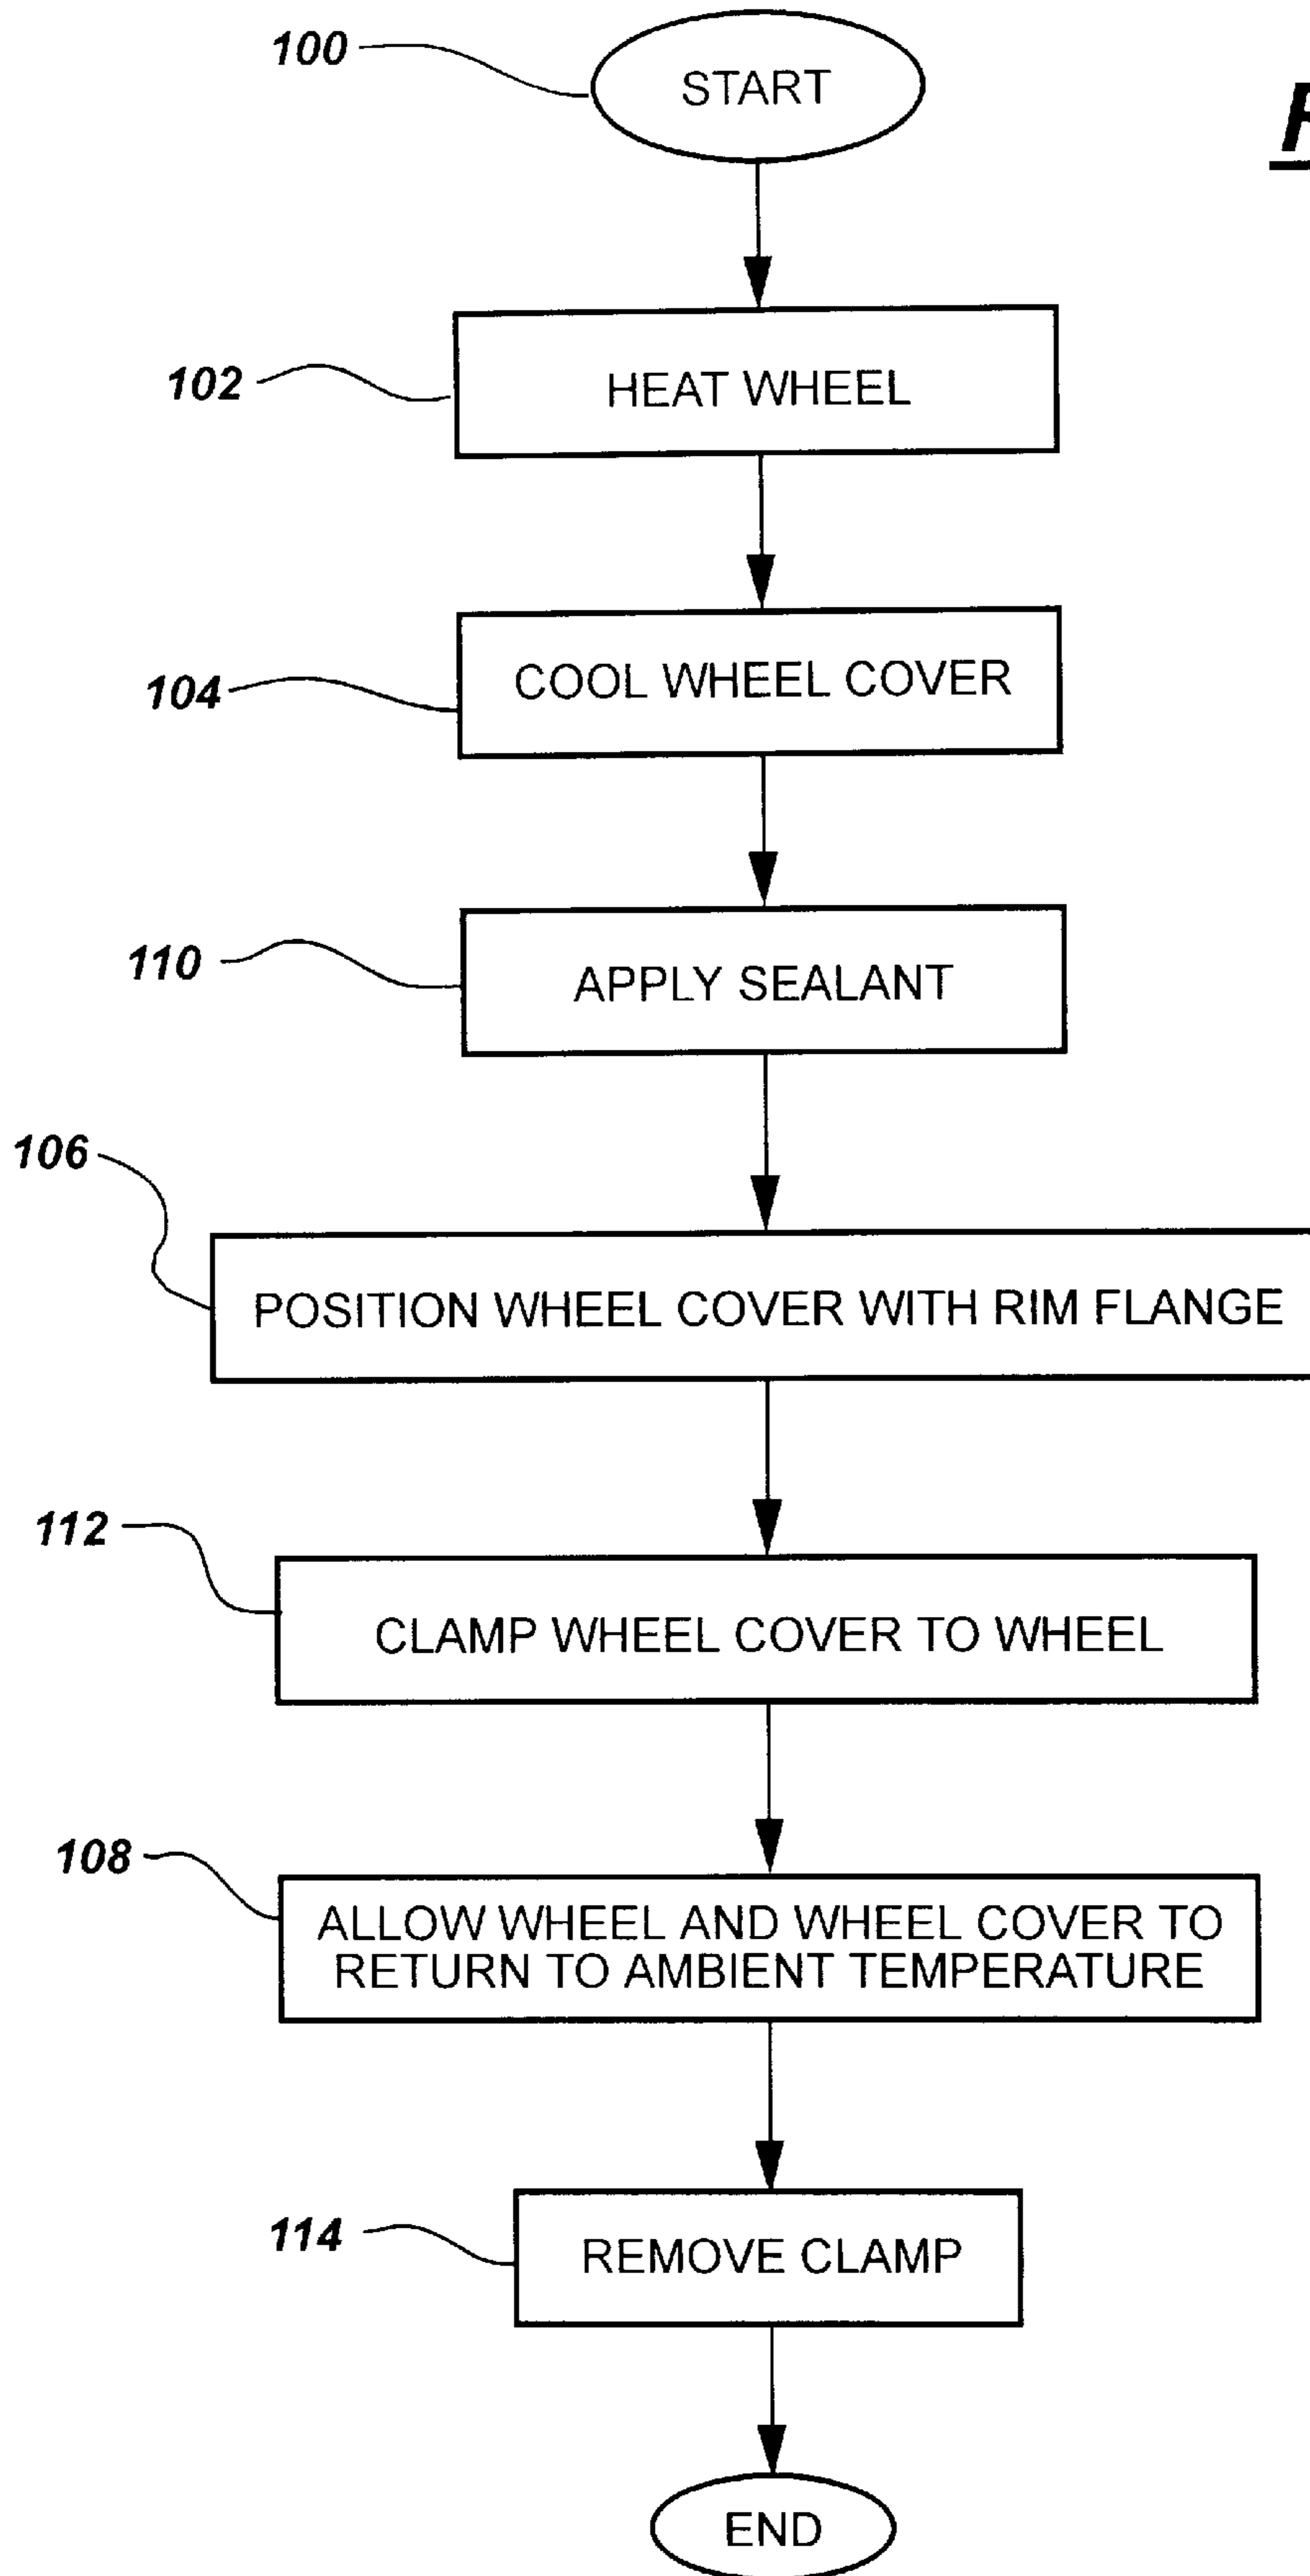 100
START
102
HEAT WHEEL
104
COOL WHEEL COVER
110
APPLY SEALANT
106
POSITION WHEEL COVER WITH RIM FLANGE
112
CLAMP WHEEL COVER TO WHEEL
108
ALLOW WHEEL AND WHEEL COVER TO
RETURN TO AMBIENT TEMPERATURE
114
REMOVE CLAMP
END